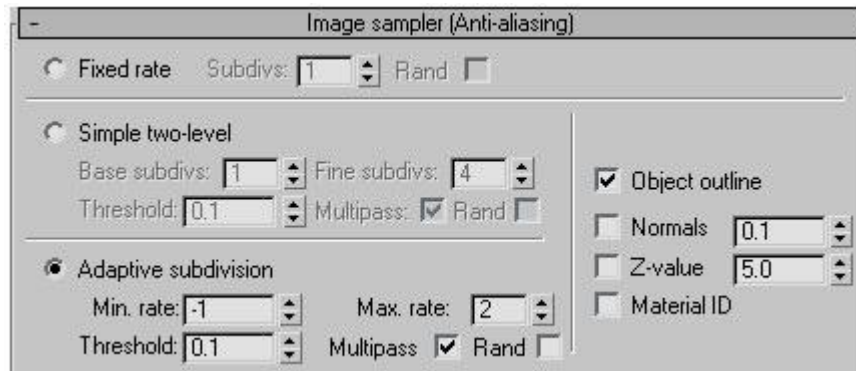 - Image sampler (Anti-aliasing)
Fixed rate Subdivs: 1 Rand
Simple two-level
Base subdivs: 1 Fine subdivs: 4
Threshold: 0.1 Multipass: Rand
Adaptive subdivision
Min. rate: -1 Max. rate: 2
Threshold: 0.1 Multipass Rand
Object outline
Normals 0.1
Z-value 5.0
Material ID